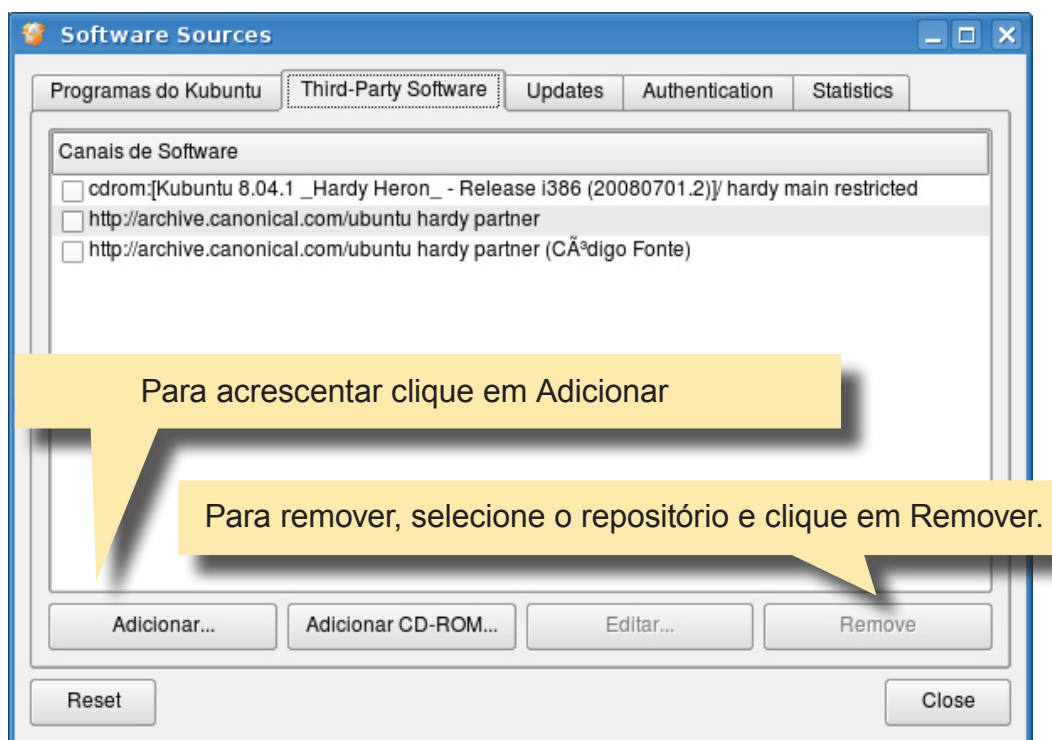 Software Sources
Programas do Kubuntu Third-Party Software Updates Authentication Statistics
Canais de Software
cdrom:[Kubuntu 8.04.1 _Hardy Heron_ - Release i386 (20080701.2)]/ hardy main restricted
http://archive.canonical.com/ubuntu hardy partner
http://archive.canonical.com/ubuntu hardy partner (CÃ³digo Fonte)
Para acrescentar clique em Adicionar
Para remover, selecione o repositório e clique em Remover.
Adicionar... Adicionar CD-ROM... Editar... Remove
Reset Close